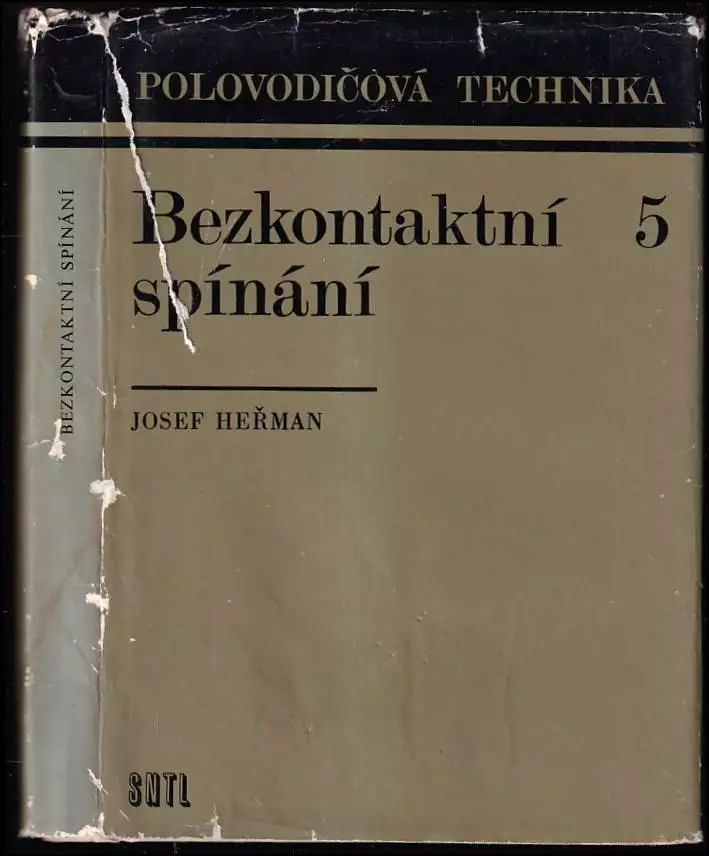 POLOVODIČOVÁ TECHNIKA
Bezkontaktní 5
spínání
JOSEF HEŘMAN
SNTL
BEZKONTAKTNÍ SPÍNÁNÍ